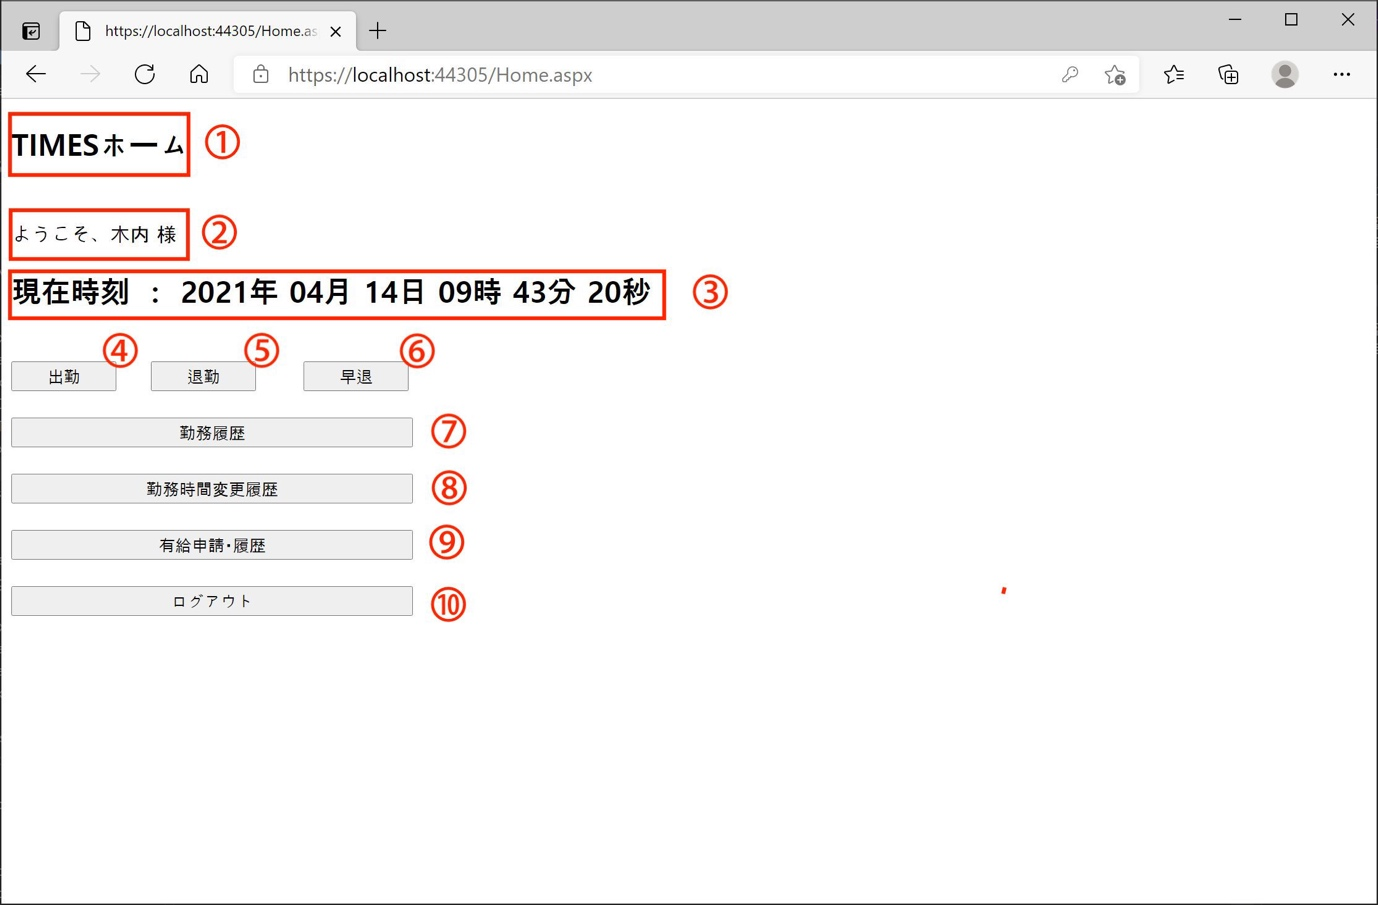 https://localhost:44305/Home.as
https://localhost:44305/Home.aspx
TIMESホーム ①
ようこそ、木内 様 ②
現在時刻 : 2021年 04月 14日 09時 43分 20秒 ③
④ ⑤ ⑥
出勤 退勤 早退
勤務履歴 ⑦
勤務時間変更履歴 ⑧
有給申請・履歴 ⑨
ログアウト ⑩